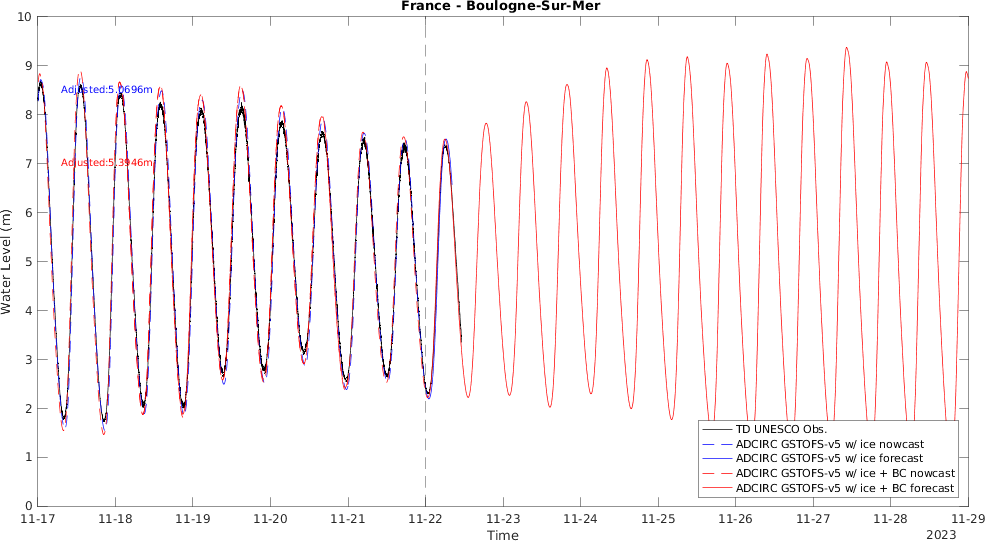 France - Boulogne-Sur-Mer
10
9
8
7
6
5
4
3
2
1
0
Water Level (m)
Adjusted:5.0696m
Adjusted:5.3946m
TD UNESCO Obs.
ADCIRC GSTOFS-v5 w/ ice nowcast
ADCIRC GSTOFS-v5 w/ ice forecast
ADCIRC GSTOFS-v5 w/ ice + BC nowcast
ADCIRC GSTOFS-v5 w/ ice + BC forecast
11-17 11-18 11-19 11-20 11-21 11-22 11-23 11-24 11-25 11-26 11-27 11-28 11-29
Time
2023